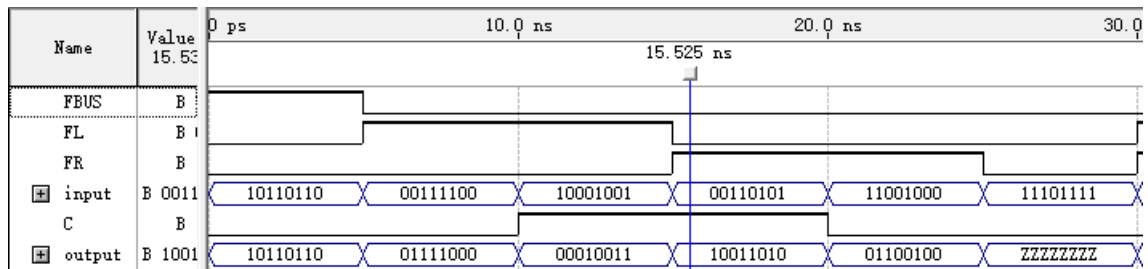 Name Value 15.53 0 ps 10.0 ns 20.0 ns 30.0
15.525 ns
FBUS B
FL B
FR B
input B 0011 10110110 00111100 10001001 00110101 11001000 11101111
C B
output B 1001 10110110 01111000 00010011 10011010 01100100 ZZZZZZZZ